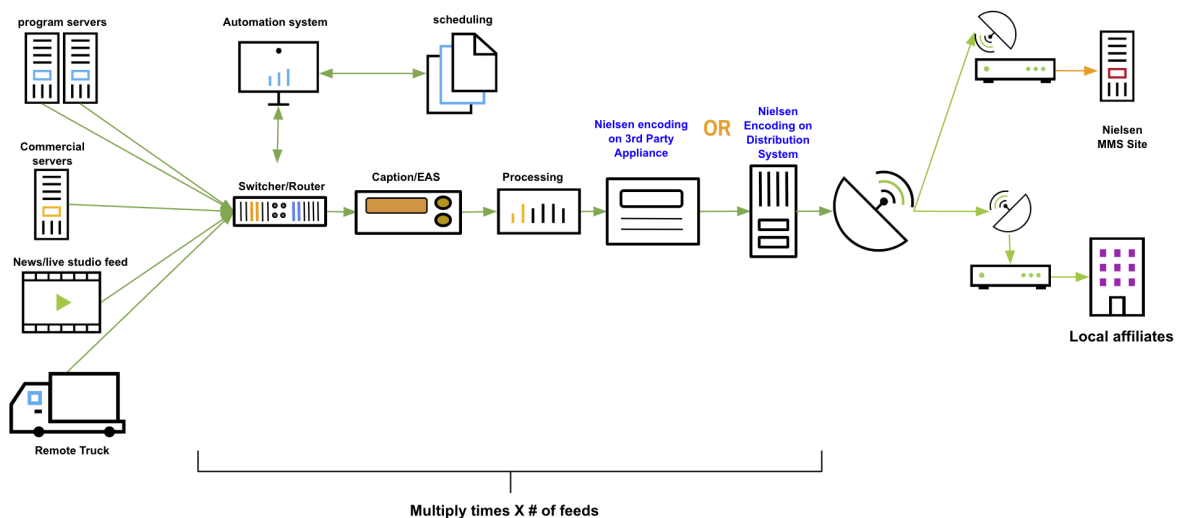 program servers
Automation system
scheduling
Commercial
servers
News/live studio feed
Remote Truck
Switcher/Router
Caption/EAS
Processing
Nielsen encoding
on 3rd Party
Appliance
OR
Nielsen
Encoding on
Distribution
System
Nielsen
MMS Site
Local affiliates
Multiply times X # of feeds